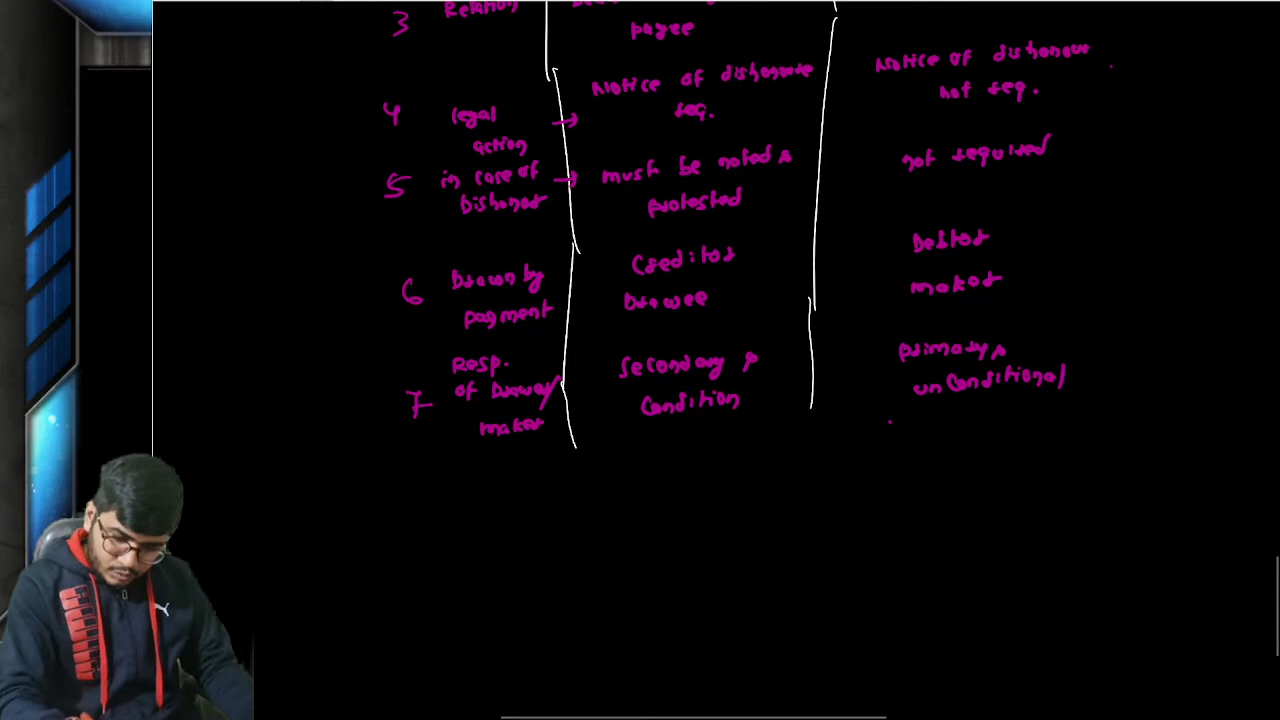 3 Relation
payee
4 legal action → Notice of dishonour req. Notice of dishonour not req.
5 in case of Dishonor → must be noted & protested not required
6 Drawn by Creditor Debtor
payment Drawee maker
7 Resp. of Drawer/ maker Secondary & Condition primary & unconditional